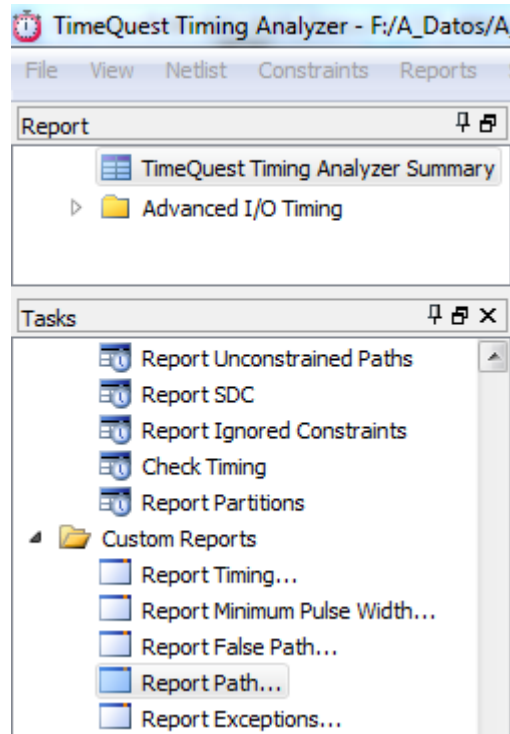 TimeQuest Timing Analyzer - F:/A_Datos/A
File View Netlist Constraints Reports
Report
TimeQuest Timing Analyzer Summary
Advanced I/O Timing
Tasks
Report Unconstrained Paths
Report SDC
Report Ignored Constraints
Check Timing
Report Partitions
Custom Reports
Report Timing...
Report Minimum Pulse Width...
Report False Path...
Report Path...
Report Exceptions...